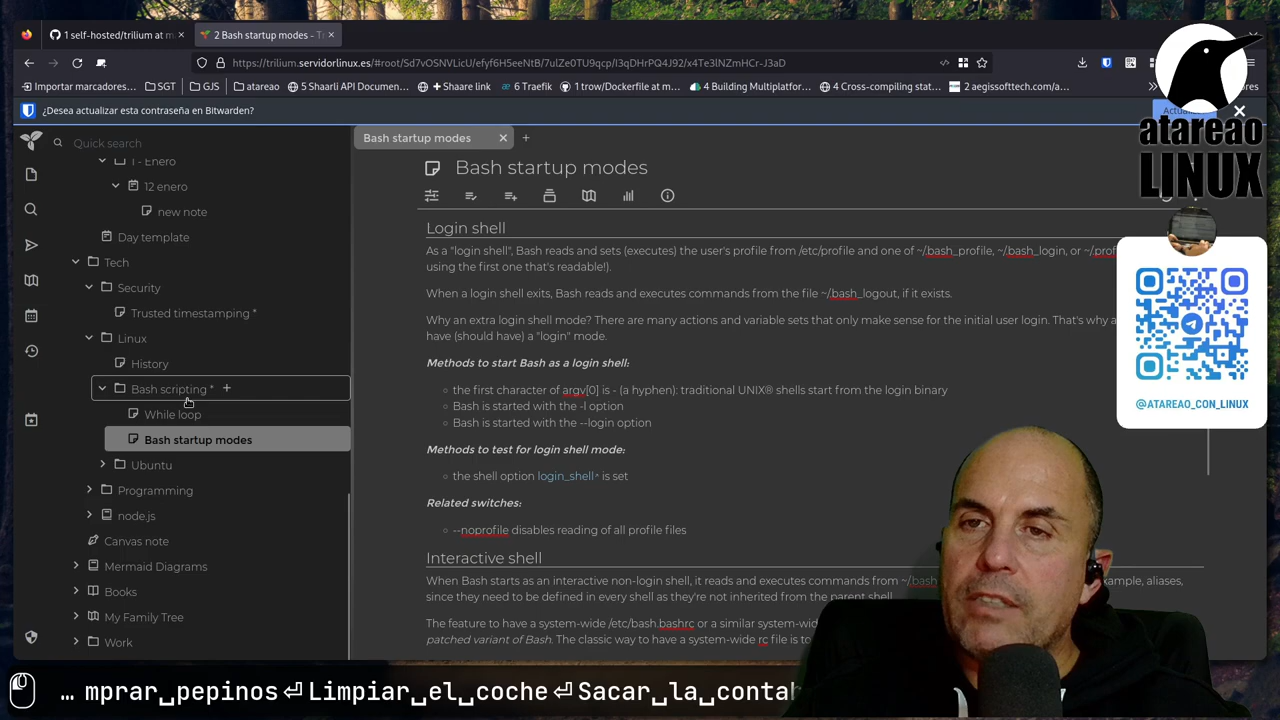 1 self-hosted/trilium at m
2 Bash startup modes - T
https://trilium.servidorlinux.es/#root/Sd7vOSNVLicU/efyf6H5eeNtB/7ulZe0TU9qcp/I3qDHrPQ4J92/x4Te3lNZmHCr-J3aD
Importar marcadores...
SGT
GJS
atareao
5 Shaarli API Documen...
Share link
6 Traefik
1 trow/Dockerfile at ma...
4 Building Multiplatfor...
4 Cross-compiling stat...
2 aegissofttech.com/a...
¿Desea actualizar esta contraseña en Bitwarden?
Quick search
1 - Enero
12 enero
new note
Day template
Tech
Security
Trusted timestamping *
Linux
History
Bash scripting * +
While loop
Bash startup modes
Ubuntu
Programming
node.js
Canvas note
Mermaid Diagrams
Books
My Family Tree
Work
Bash startup modes
Bash startup modes
Login shell
As a "login shell", Bash reads and sets (executes) the user's profile from /etc/profile and one of ~/.bash_profile, ~/.bash_login, or ~/.prof
using the first one that's readable!).
When a login shell exits, Bash reads and executes commands from the file ~/.bash_logout, if it exists.
Why an extra login shell mode? There are many actions and variable sets that only make sense for the initial user login. That's why a
have (should have) a "login" mode.
Methods to start Bash as a login shell:
the first character of argv[0] is - (a hyphen): traditional UNIX® shells start from the login binary
Bash is started with the -l option
Bash is started with the --login option
Methods to test for login shell mode:
the shell option login_shell^ is set
Related switches:
--noprofile disables reading of all profile files
Interactive shell
When Bash starts as an interactive non-login shell, it reads and executes commands from ~/.bash
xample, aliases,
since they need to be defined in every shell as they're not inherited from the parent shell.
The feature to have a system-wide /etc/bash.bashrc or a similar system-wide
patched variant of Bash. The classic way to have a system-wide rc file is to
atareao
LINUX
@ATAREAO_CON_LINUX
… mprar␣pepinos⏎Limpiar␣el␣coche⏎Sacar␣la␣contab